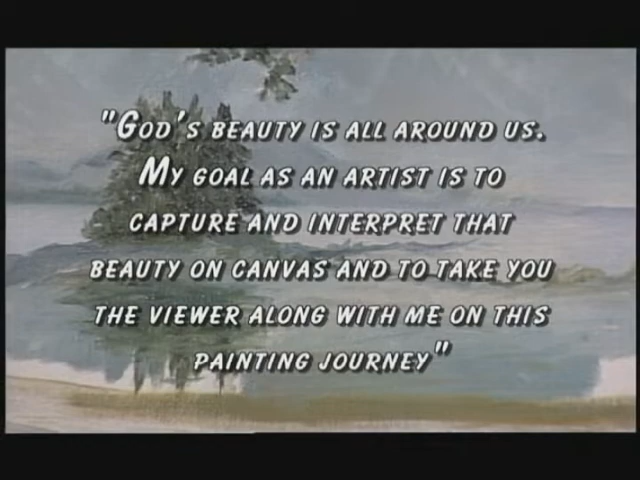 "God's beauty is all around us.
My goal as an artist is to
capture and interpret that
beauty on canvas and to take you
the viewer along with me on this
painting journey"